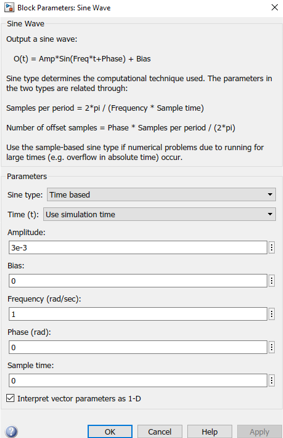 Block Parameters: Sine Wave
Sine Wave
Output a sine wave:
O(t) = Amp*Sin(Freq*t+Phase) + Bias
Sine type determines the computational technique used. The parameters in
the two types are related through:
Samples per period = 2*pi / (Frequency * Sample time)
Number of offset samples = Phase * Samples per period / (2*pi)
Use the sample-based sine type if numerical problems due to running for
large times (e.g. overflow in absolute time) occur.
Parameters
Sine type: Time based
Time (t): Use simulation time
Amplitude:
3e-3
Bias:
0
Frequency (rad/sec):
1
Phase (rad):
0
Sample time:
0
Interpret vector parameters as 1-D
OK Cancel Help Apply